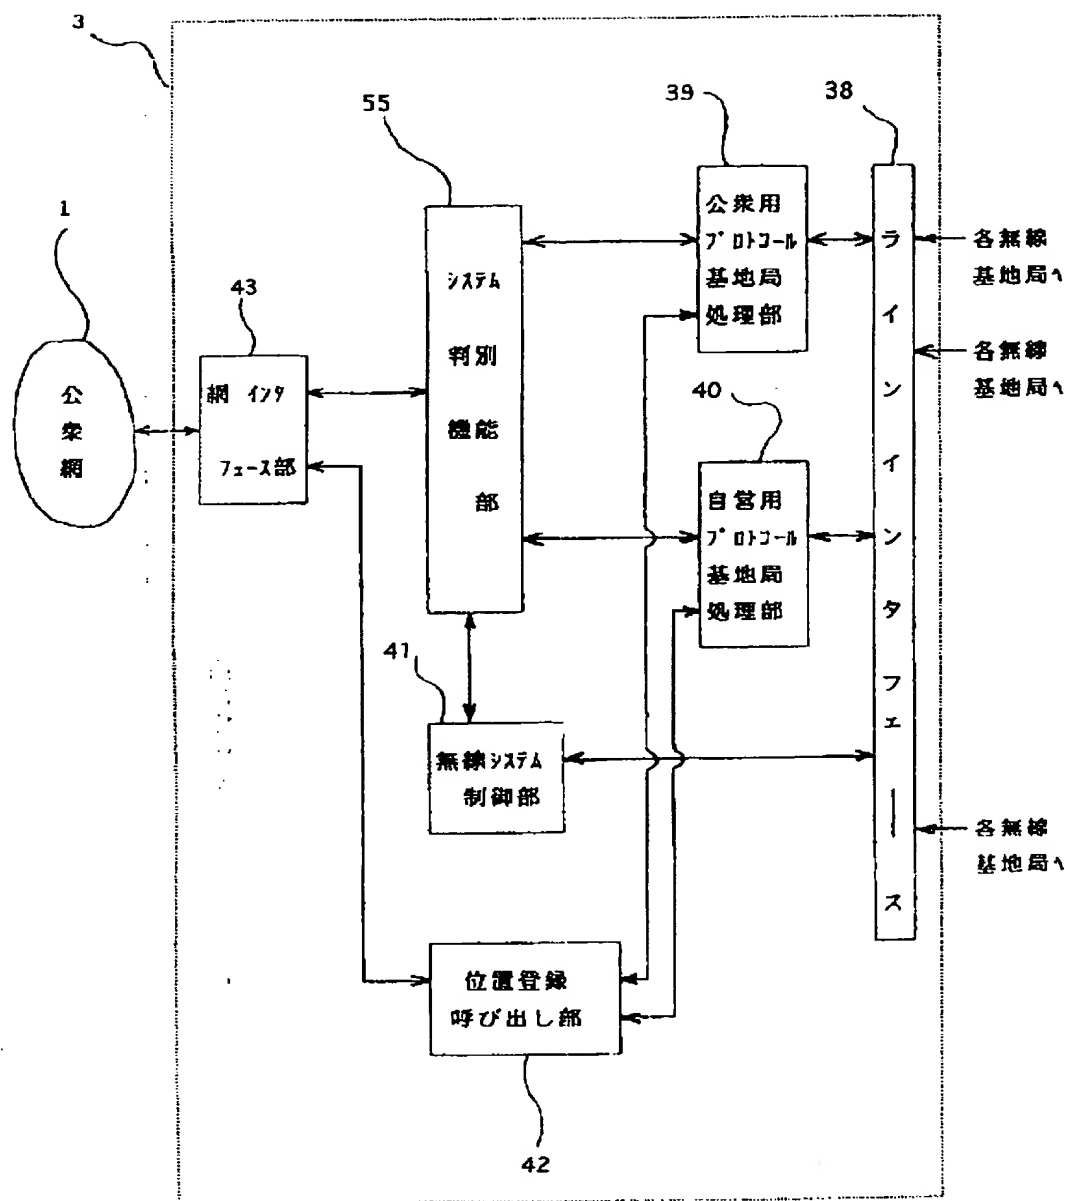 3
55
39
38
1
43
公衆網
網 ｲﾝﾀ
ﾌｪｰｽ部
ｼｽﾃﾑ
判別
機能
部
公衆用
ﾌﾟﾛﾄｺｰﾙ
基地局
処理部
40
自営用
ﾌﾟﾛﾄｺｰﾙ
基地局
処理部
ラインインタフェース
各無線
基地局へ
各無線
基地局へ
各無線
基地局へ
41
無線ｼｽﾃﾑ
制御部
位置登録
呼び出し部
42